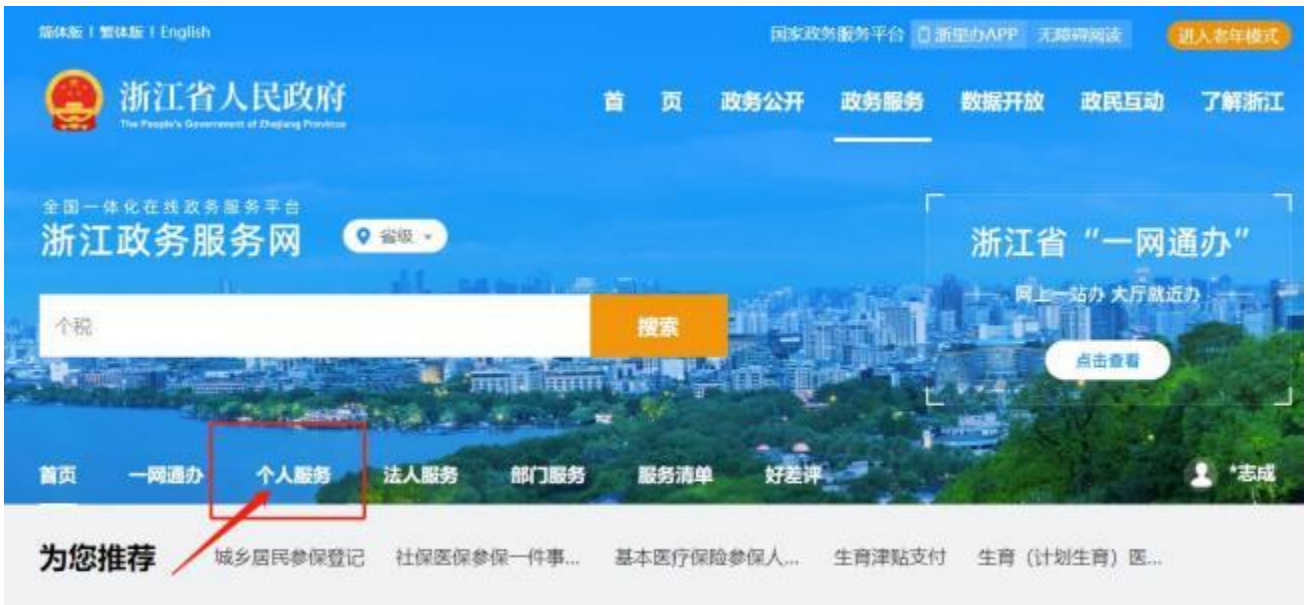 简体版 | 繁体版 | English
国家政务服务平台 浙里办APP 无障碍阅读 进入老年模式
浙江省人民政府
The People's Government of Zhejiang Province
首 页 政务公开 政务服务 数据开放 政民互动 了解浙江
全国一体化在线政务服务平台
浙江政务服务网 省级
浙江省“一网通办”
网上一站办 大厅就近办
个税 搜索
点击查看
首页 一网通办 个人服务 法人服务 部门服务 服务清单 好差评 *志成
为您推荐 城乡居民参保登记 社保医保参保一件事... 基本医疗保险参保人... 生育津贴支付 生育（计划生育）医...